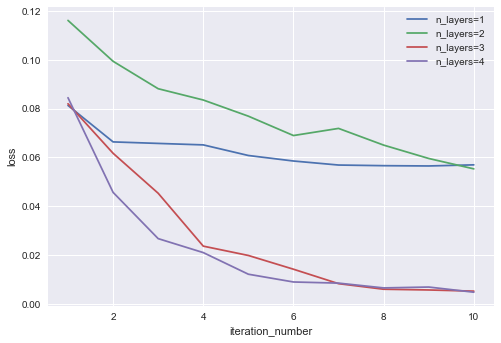 0.12
0.10
0.08
0.06
0.04
0.02
0.00
loss
n_layers=1
n_layers=2
n_layers=3
n_layers=4
2 4 6 8 10
iteration_number